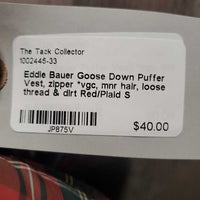 The Tack Collector
1002446-33
Eddie Bauer Goose Down Puffer
Vest, zipper *vgc, mnr hair, loose
thread & dirt Red/Plaid S
JP875V
$40.00